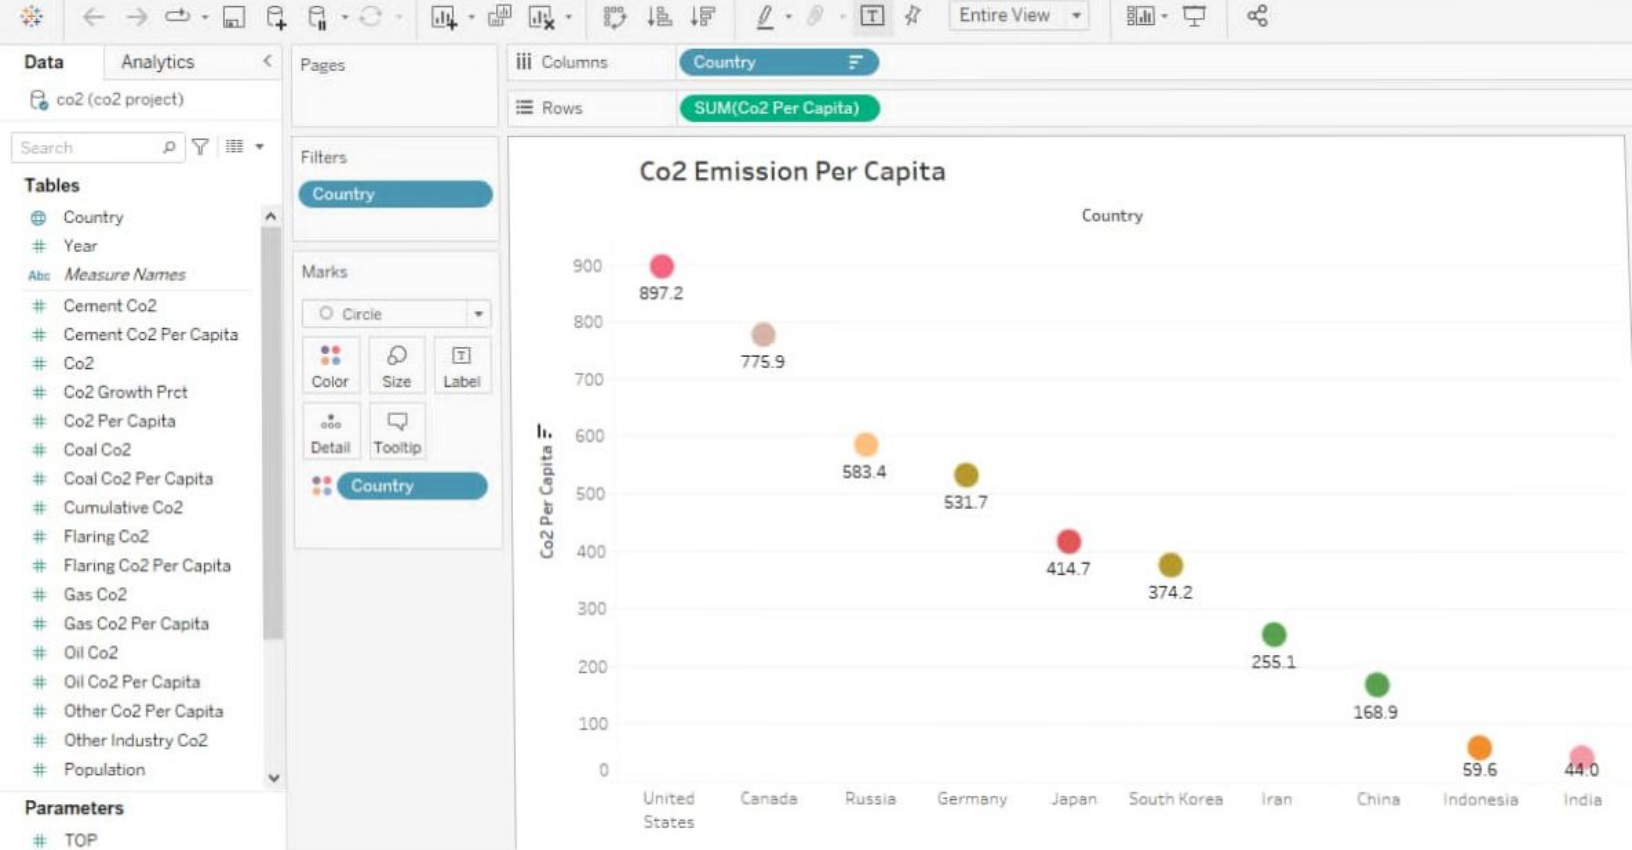 Entire View
Data
Analytics
co2 (co2 project)
Search
Tables
Country
Year
Abc Measure Names
Cement Co2
Cement Co2 Per Capita
Co2
Co2 Growth Prct
Co2 Per Capita
Coal Co2
Coal Co2 Per Capita
Cumulative Co2
Flaring Co2
Flaring Co2 Per Capita
Gas Co2
Gas Co2 Per Capita
Oil Co2
Oil Co2 Per Capita
Other Co2 Per Capita
Other Industry Co2
Population
Parameters
TOP
Pages
Filters
Country
Marks
Circle
Color
Size
Label
Detail
Tooltip
Country
Columns
Country
Rows
SUM(Co2 Per Capita)
Co2 Emission Per Capita
Country
Co2 Per Capita
900
800
700
600
500
400
300
200
100
0
897.2
775.9
583.4
531.7
414.7
374.2
255.1
168.9
59.6
44.0
United
States
Canada
Russia
Germany
Japan
South Korea
Iran
China
Indonesia
India